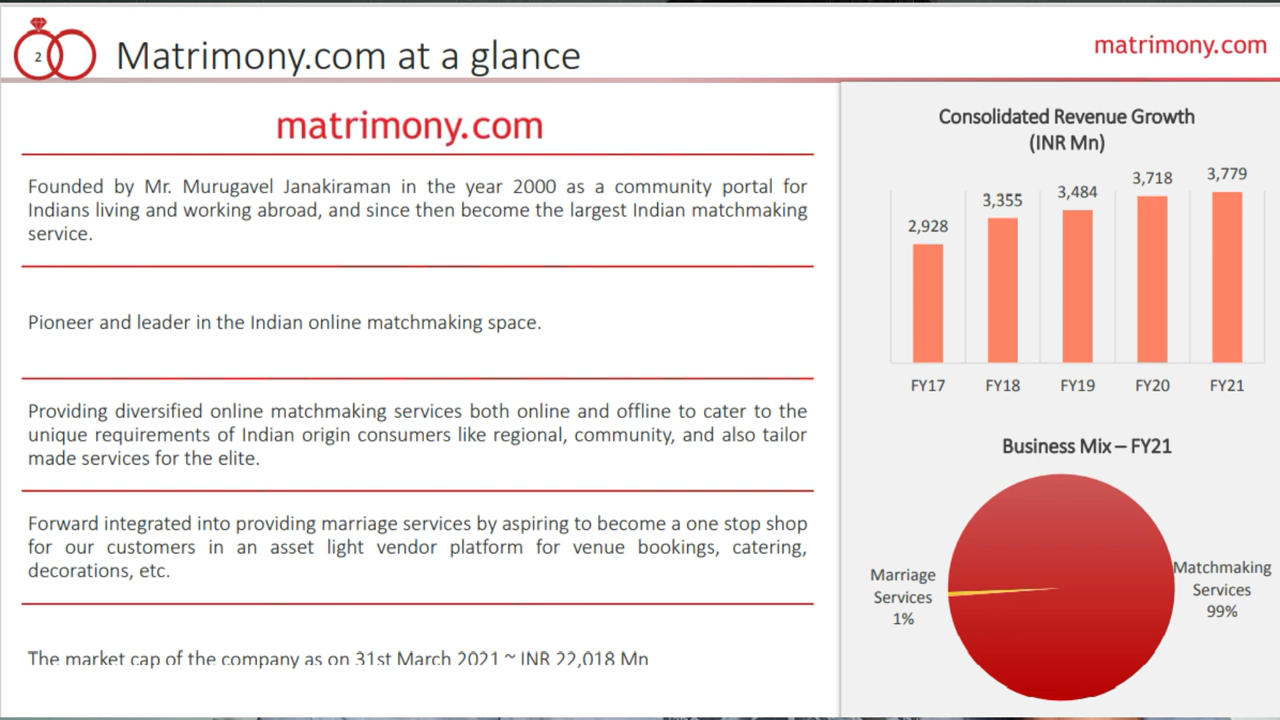 2
Matrimony.com at a glance
matrimony.com
matrimony.com
Founded by Mr. Murugavel Janakiraman in the year 2000 as a community portal for
Indians living and working abroad, and since then become the largest Indian matchmaking
service.
Pioneer and leader in the Indian online matchmaking space.
Providing diversified online matchmaking services both online and offline to cater to the
unique requirements of Indian origin consumers like regional, community, and also tailor
made services for the elite.
Forward integrated into providing marriage services by aspiring to become a one stop shop
for our customers in an asset light vendor platform for venue bookings, catering,
decorations, etc.
The market cap of the company as on 31st March 2021 ~ INR 22,018 Mn
Consolidated Revenue Growth
(INR Mn)
2,928
3,355
3,484
3,718
3,779
FY17
FY18
FY19
FY20
FY21
Business Mix – FY21
Marriage
Services
1%
Matchmaking
Services
99%